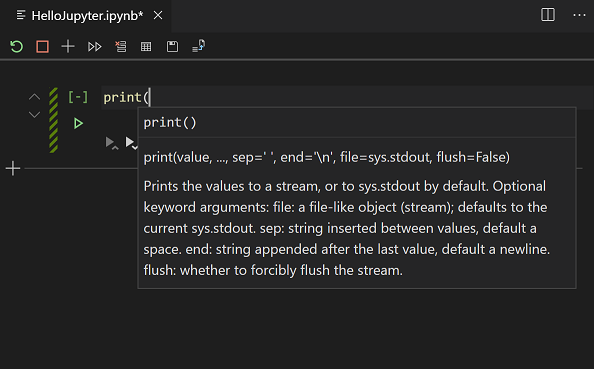 HelloJupyter.ipynb*
[-] print(
print()
print(value, ..., sep=' ', end='\n', file=sys.stdout, flush=False)
Prints the values to a stream, or to sys.stdout by default. Optional
keyword arguments: file: a file-like object (stream); defaults to the
current sys.stdout. sep: string inserted between values, default a
space. end: string appended after the last value, default a newline.
flush: whether to forcibly flush the stream.